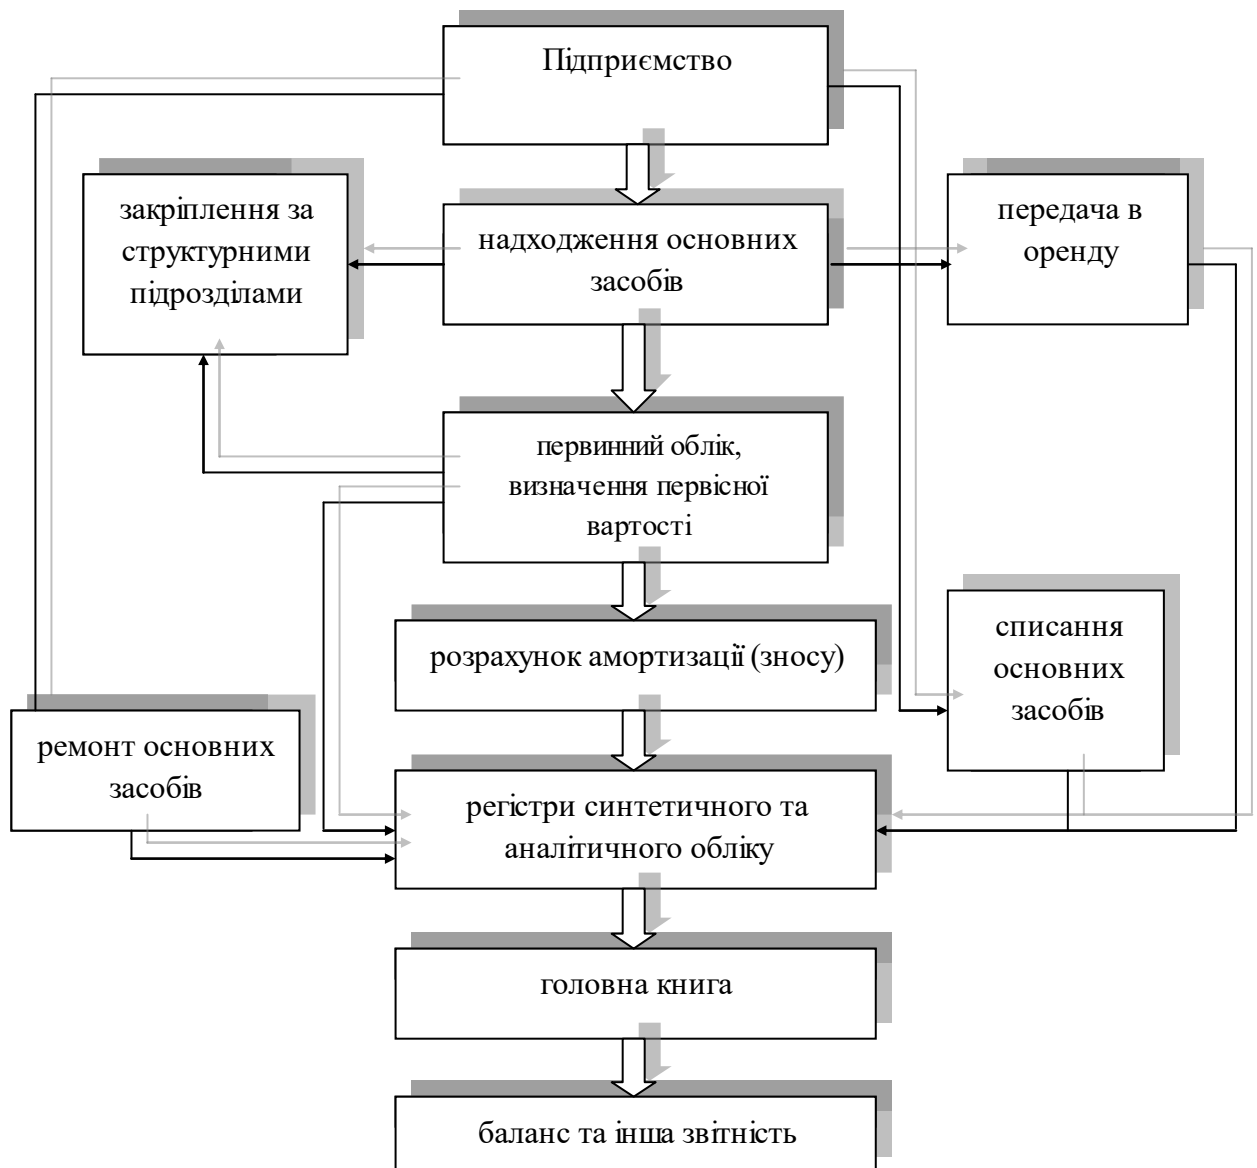 Підприємство
закріплення за
структурними
підрозділами
надходження основних
засобів
передача в
оренду
первинний облік,
визначення первісної
вартості
розрахунок амортизації (зносу)
списання
основних
засобів
ремонт основних
засобів
регістри синтетичного та
аналітичного обліку
головна книга
баланс та інша звітність